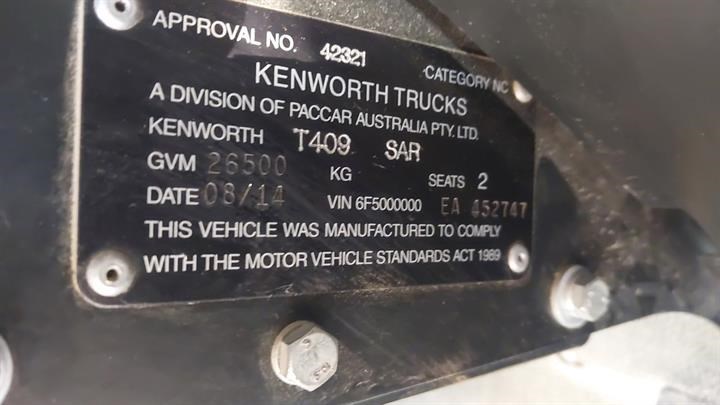 APPROVAL NO. 42321 CATEGORY NC
KENWORTH TRUCKS
A DIVISION OF PACCAR AUSTRALIA PTY. LTD.
KENWORTH T409 SAR
GVM 26500 KG SEATS 2
DATE 08/14 VIN 6F5000000 EA 452747
THIS VEHICLE WAS MANUFACTURED TO COMPLY
WITH THE MOTOR VEHICLE STANDARDS ACT 1989